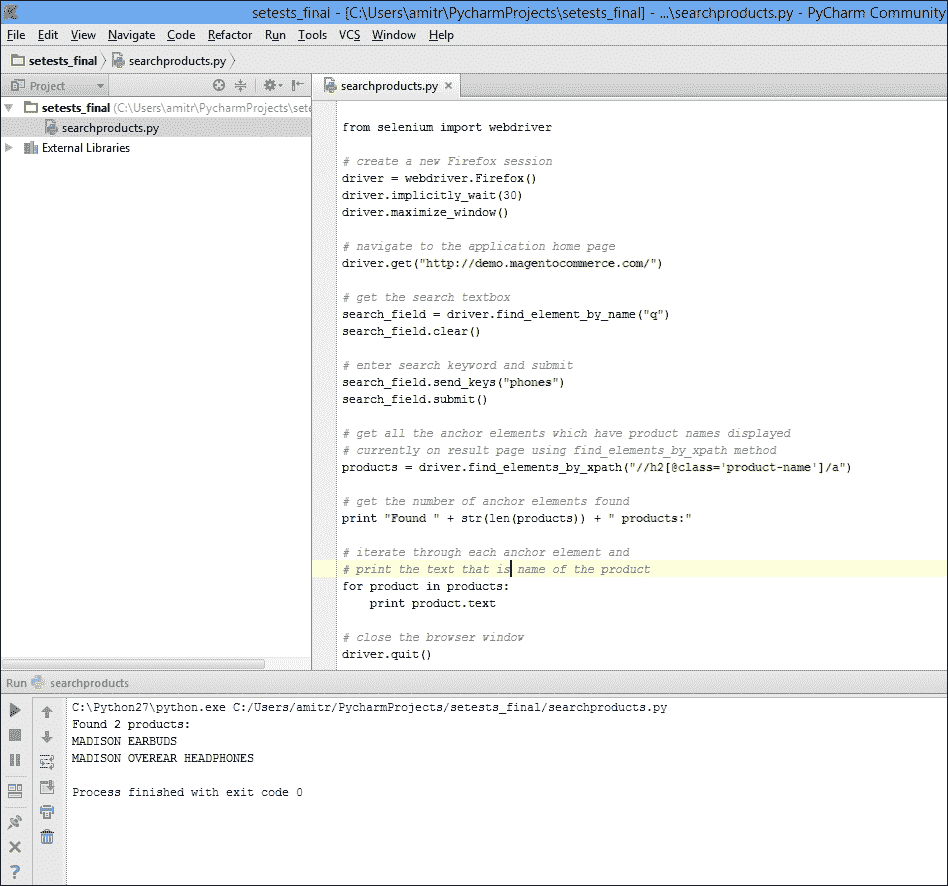 setests_final - [C:\Users\amitr\PycharmProjects\setests_final] - ...\searchproducts.py - PyCharm Community
File Edit View Navigate Code Refactor Run Tools VCS Window Help
setests_final searchproducts.py
Project
searchproducts.py
setests_final (C:\Users\amitr\PycharmProjects\sete
searchproducts.py
External Libraries
from selenium import webdriver
# create a new Firefox session
driver = webdriver.Firefox()
driver.implicitly_wait(30)
driver.maximize_window()
# navigate to the application home page
driver.get("http://demo.magentocommerce.com/")
# get the search textbox
search_field = driver.find_element_by_name("q")
search_field.clear()
# enter search keyword and submit
search_field.send_keys("phones")
search_field.submit()
# get all the anchor elements which have product names displayed
# currently on result page using find_elements_by_xpath method
products = driver.find_elements_by_xpath("//h2[@class='product-name']/a")
# get the number of anchor elements found
print "Found " + str(len(products)) + " products:"
# iterate through each anchor element and
# print the text that is name of the product
for product in products:
    print product.text
# close the browser window
driver.quit()
Run searchproducts
C:\Python27\python.exe C:/Users/amitr/PycharmProjects/setests_final/searchproducts.py
Found 2 products:
MADISON EARBUDS
MADISON OVEREAR HEADPHONES
Process finished with exit code 0